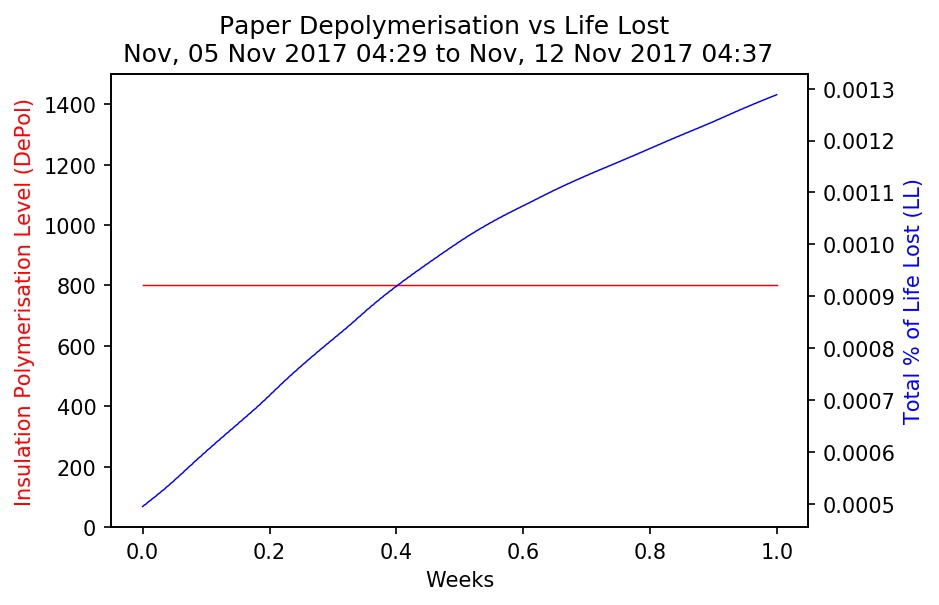 Paper Depolymerisation vs Life Lost
Nov, 05 Nov 2017 04:29 to Nov, 12 Nov 2017 04:37
Insulation Polymerisation Level (DePol)
1400
1200
1000
800
600
400
200
0
0.0013
0.0012
0.0011
0.0010
0.0009
0.0008
0.0007
0.0006
0.0005
Total % of Life Lost (LL)
0.0 0.2 0.4 0.6 0.8 1.0
Weeks